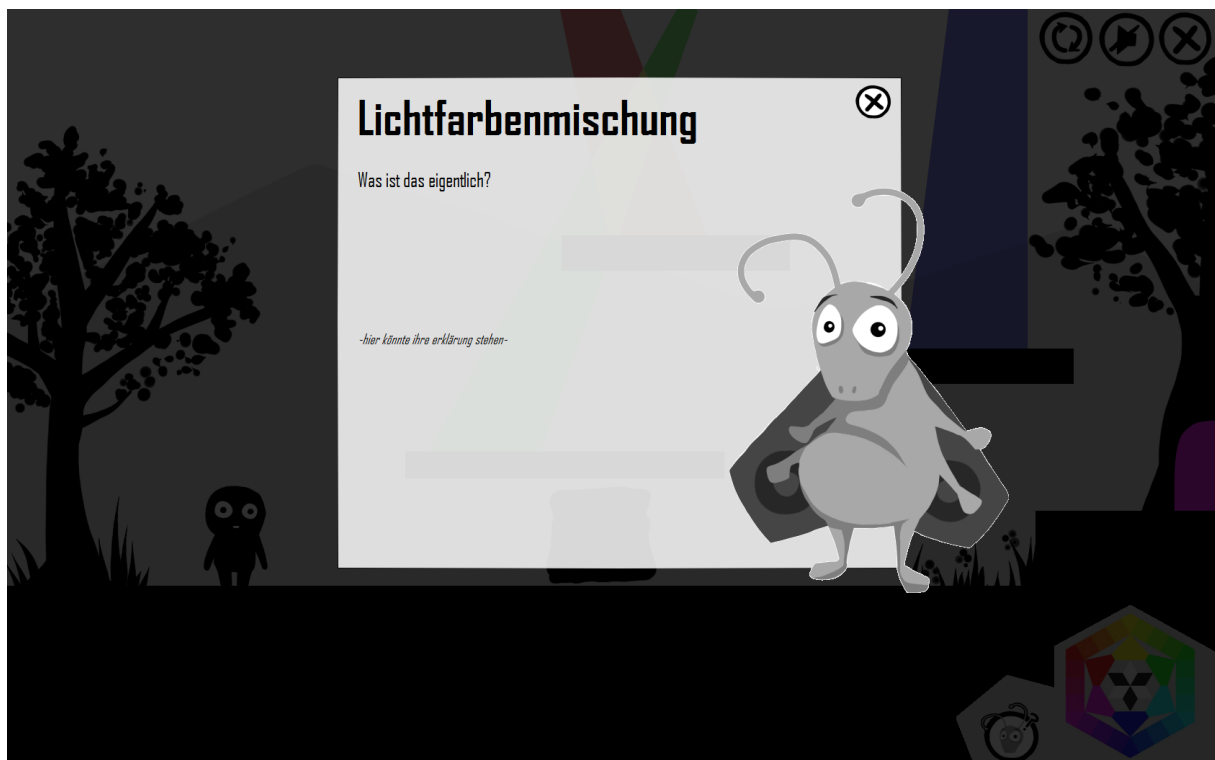 Lichtfarbenmischung
Was ist das eigentlich?
-hier könnte ihre erklärung stehen-